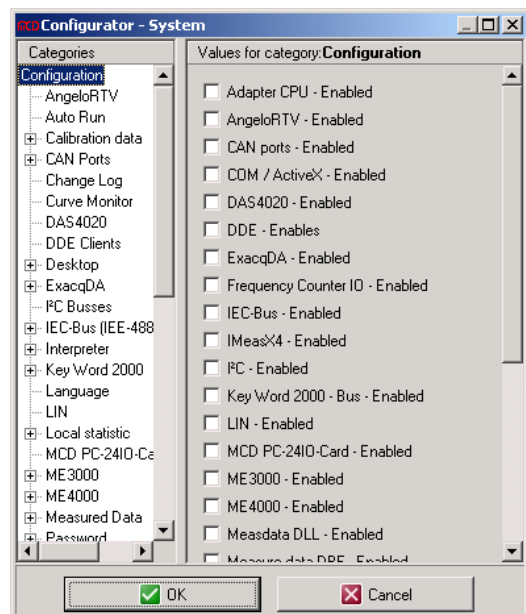 MCD Configurator - System
Categories
Configuration
AngeloRTV
Auto Run
Calibration data
CAN Ports
Change Log
Curve Monitor
DAS4020
DDE Clients
Desktop
ExacqDA
I²C Busses
IEC-Bus (IEE-488
Interpreter
Key Word 2000
Language
LIN
Local statistic
MCD PC-24IO-Ca
ME3000
ME4000
Measured Data
Password
Values for category:Configuration
Adapter CPU - Enabled
AngeloRTV - Enabled
CAN ports - Enabled
COM / ActiveX - Enabled
DAS4020 - Enabled
DDE - Enables
ExacqDA - Enabled
Frequency Counter IO - Enabled
IEC-Bus - Enabled
IMeasX4 - Enabled
I²C - Enabled
Key Word 2000 - Bus - Enabled
LIN - Enabled
MCD PC-24IO-Card - Enabled
ME3000 - Enabled
ME4000 - Enabled
Measdata DLL - Enabled
Measure data DPE - Enabled
OK
Cancel